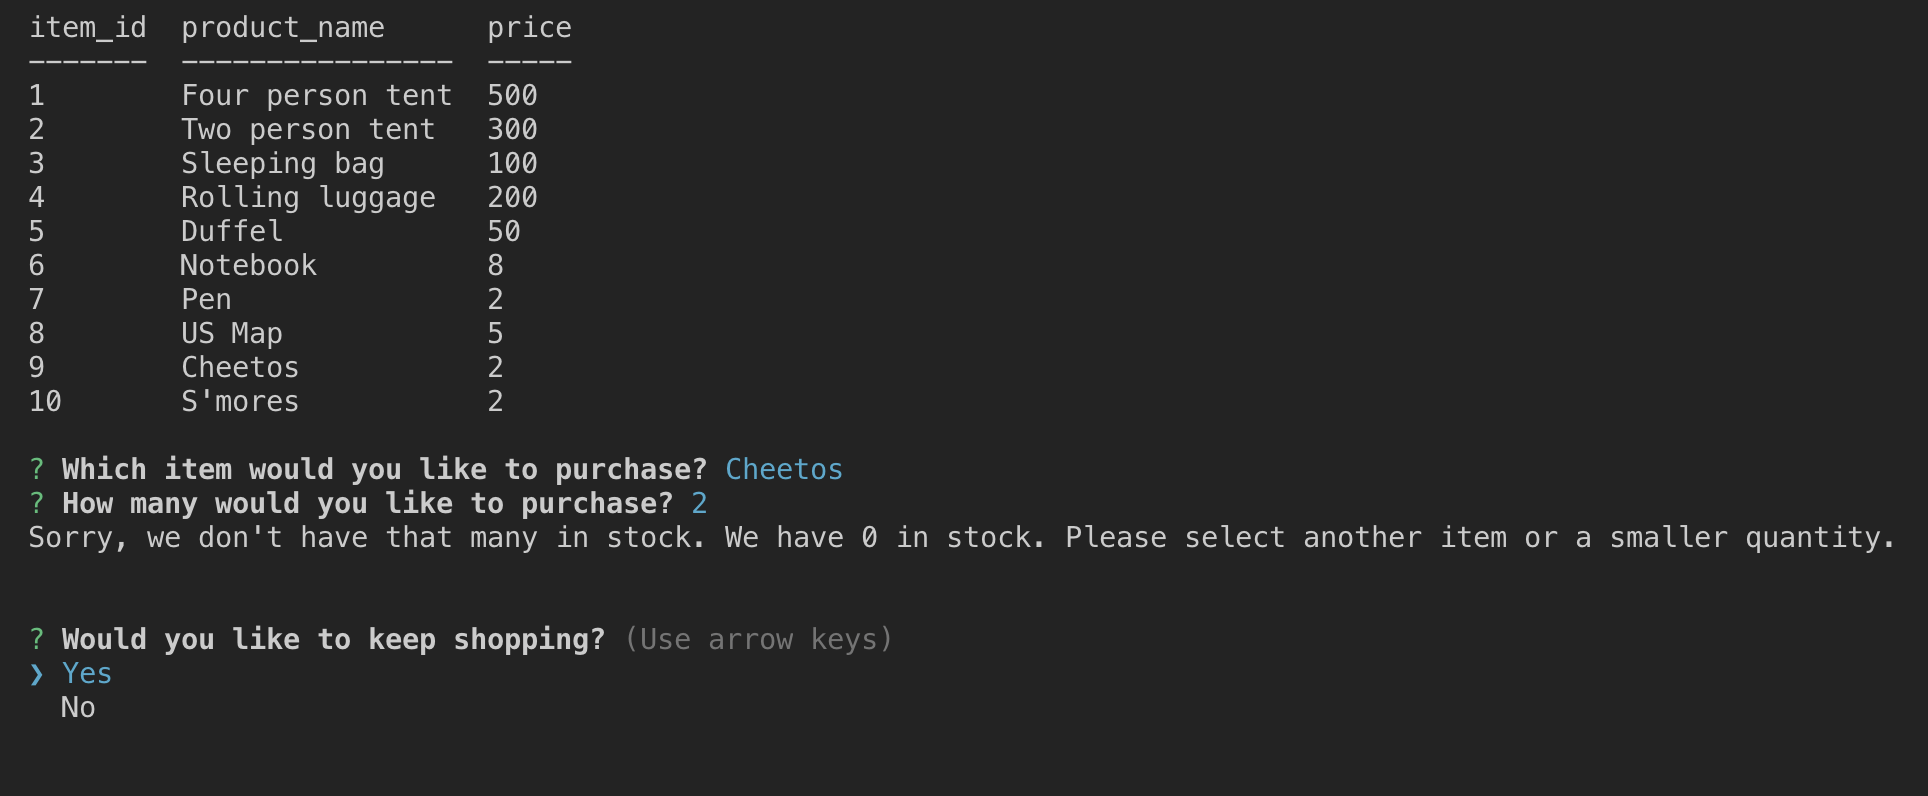 item_id  product_name     price
-------  ----------------  -----
1        Four person tent  500
2        Two person tent   300
3        Sleeping bag      100
4        Rolling luggage   200
5        Duffel            50
6        Notebook          8
7        Pen               2
8        US Map            5
9        Cheetos           2
10       S'mores           2
? Which item would you like to purchase? Cheetos
? How many would you like to purchase? 2
Sorry, we don't have that many in stock. We have 0 in stock. Please select another item or a smaller quantity.
? Would you like to keep shopping? (Use arrow keys)
❯ Yes
  No